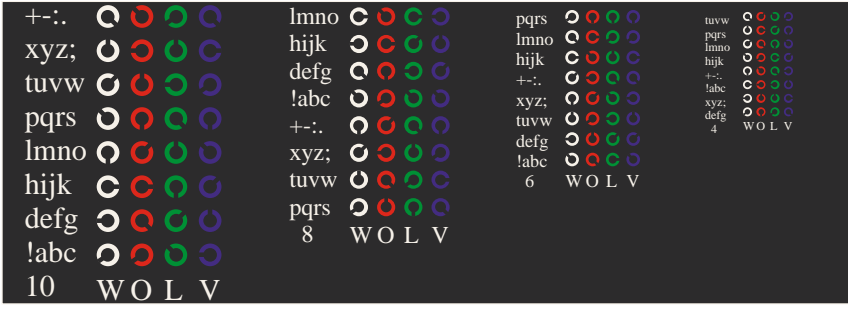 +-:.
xyz;
tuvw
pqrs
lmno
hijk
defg
!abc
10 W O L V
lmno
hijk
defg
!abc
+-:.
xyz;
tuvw
pqrs
8 W O L V
pqrs
lmno
hijk
+-:.
xyz;
tuvw
defg
!abc
6 W O L V
tuvw
pqrs
lmno
hijk
+-:.
!abc
xyz;
defg
4 W O L V